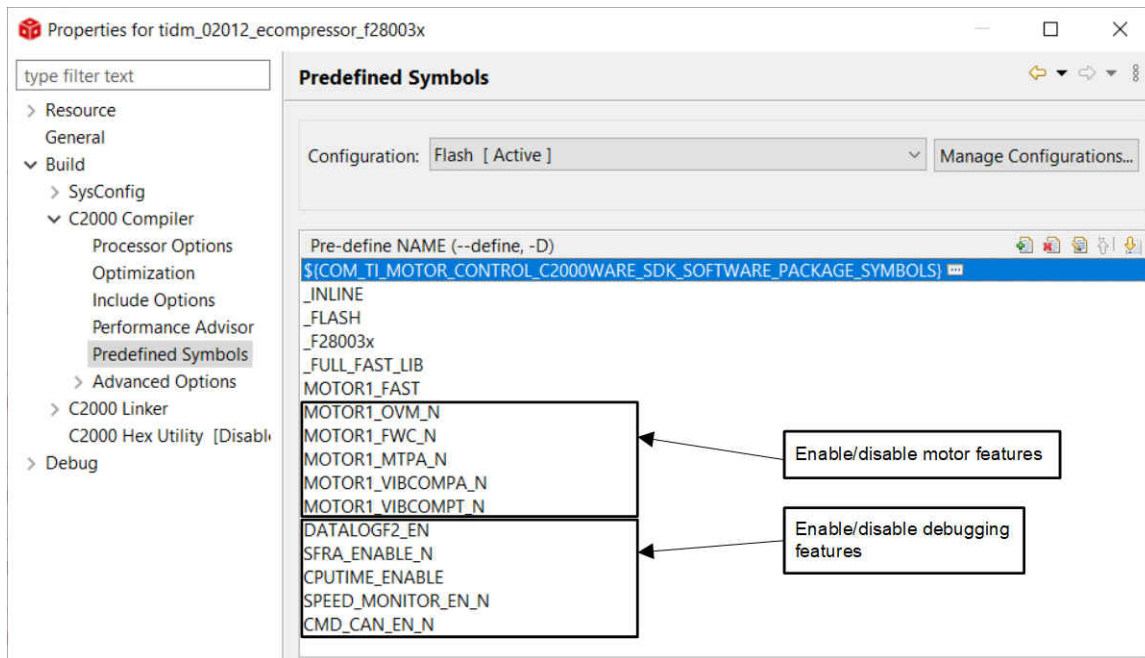 Properties for tidm_02012_ecompressor_f28003x
type filter text
Resource
General
Build
SysConfig
C2000 Compiler
Processor Options
Optimization
Include Options
Performance Advisor
Predefined Symbols
Advanced Options
C2000 Linker
C2000 Hex Utility [Disabl
Debug
Predefined Symbols
Configuration: Flash [ Active ]
Manage Configurations...
Pre-define NAME (--define, -D)
${COM_TI_MOTOR_CONTROL_C2000WARE_SDK_SOFTWARE_PACKAGE_SYMBOLS}
_INLINE
_FLASH
_F28003x
_FULL_FAST_LIB
MOTOR1_FAST
MOTOR1_OVM_N
MOTOR1_FWC_N
MOTOR1_MTPA_N
MOTOR1_VIBCOMPA_N
MOTOR1_VIBCOMPT_N
DATALOGF2_EN
SFRA_ENABLE_N
CPUTIME_ENABLE
SPEED_MONITOR_EN_N
CMD_CAN_EN_N
Enable/disable motor features
Enable/disable debugging
features